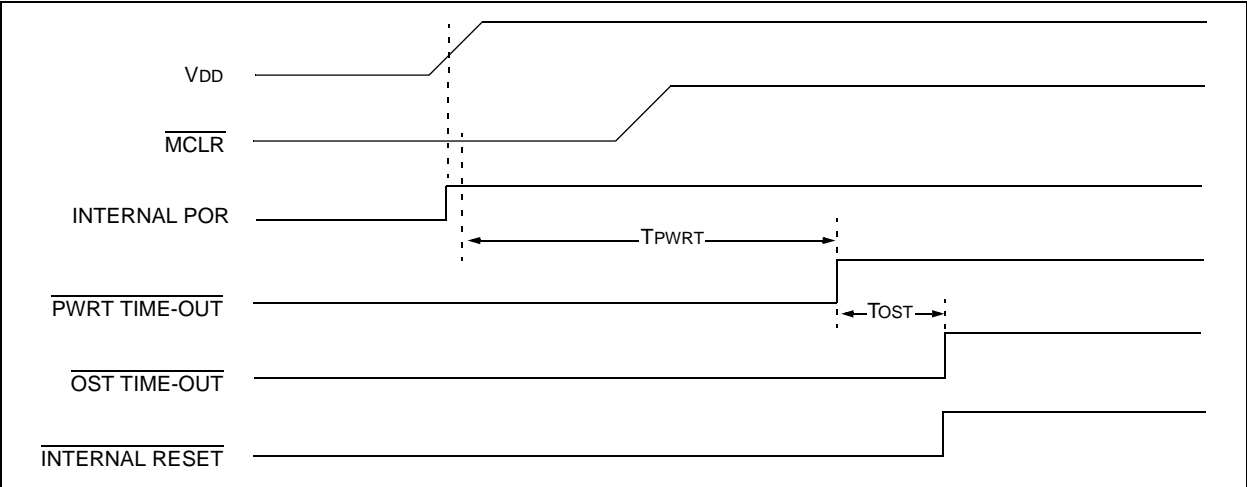 VDD
MCLR
INTERNAL POR
TPWRT
PWRT TIME-OUT
TOST
OST TIME-OUT
INTERNAL RESET